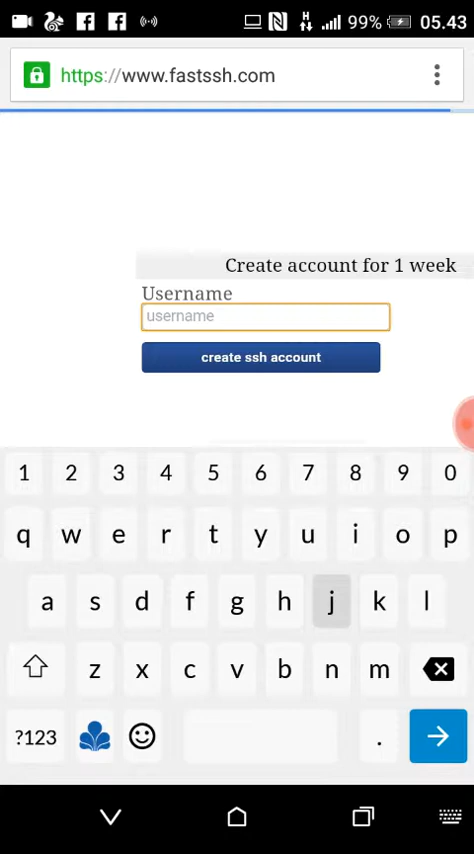 H 99% 05.43
https://www.fastssh.com
Create account for 1 week
Username
username
create ssh account
1 2 3 4 5 6 7 8 9 0
q w e r t y u i o p
a s d f g h j k l
z x c v b n m
?123 .